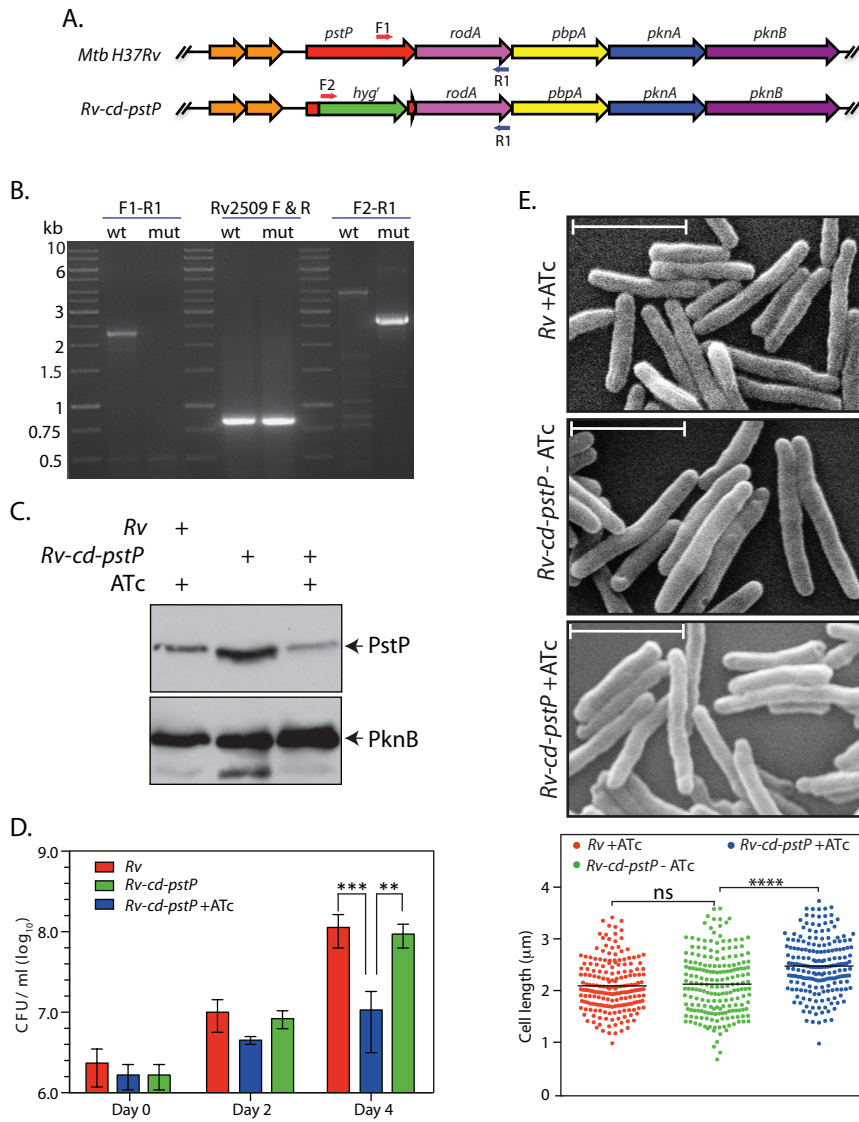 A.
F1
pstP rodA pbpA pknA pknB
Mtb H37Rv
R1
F2
hygʳ rodA pbpA pknA pknB
Rv-cd-pstP
R1
B.
F1-R1 Rv2509 F & R F2-R1
kb wt mut wt mut wt mut
10
6
3
2
1.5
1
0.75
0.5
C.
Rv +
Rv-cd-pstP + +
ATc + +
PstP
PknB
D.
9.0
8.0
7.0
6.0
CFU/ ml (log₁₀)
Rv
Rv-cd-pstP
Rv-cd-pstP +ATc
*** **
Day 0 Day 2 Day 4
E.
Rv +ATc
Rv-cd-pstP - ATc
Rv-cd-pstP +ATc
Rv +ATc Rv-cd-pstP +ATc
Rv-cd-pstP - ATc
ns ****
4
3
2
1
0
Cell length (μm)